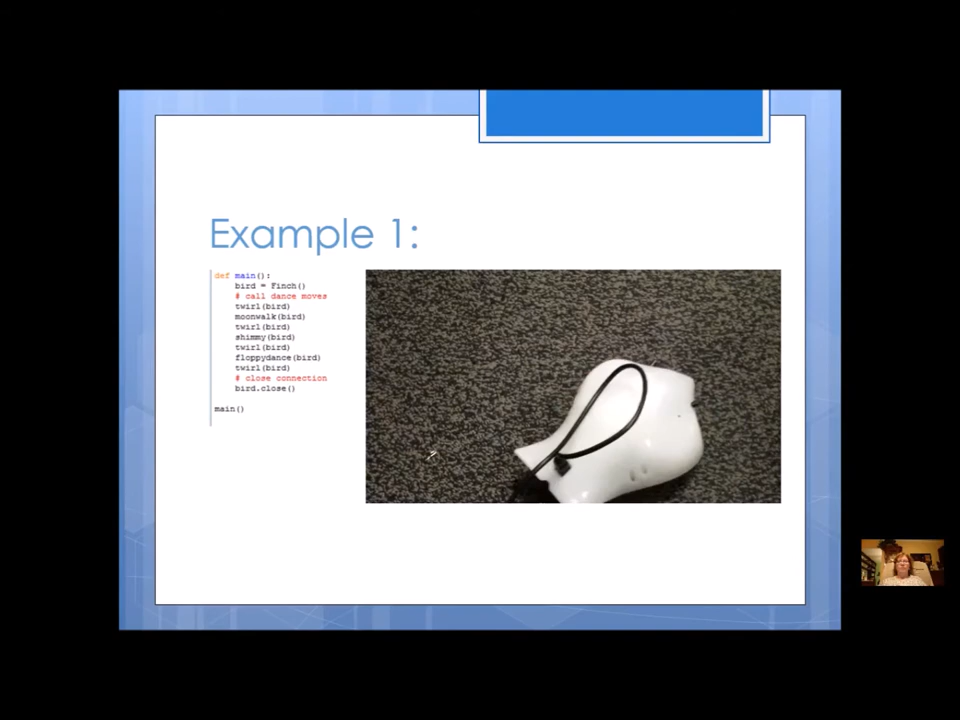 Example 1:
def main():
bird = Finch()
# call dance moves
twirl(bird)
moonwalk(bird)
twirl(bird)
shimmy(bird)
twirl(bird)
floppydance(bird)
twirl(bird)
# close connection
bird.close()
main()